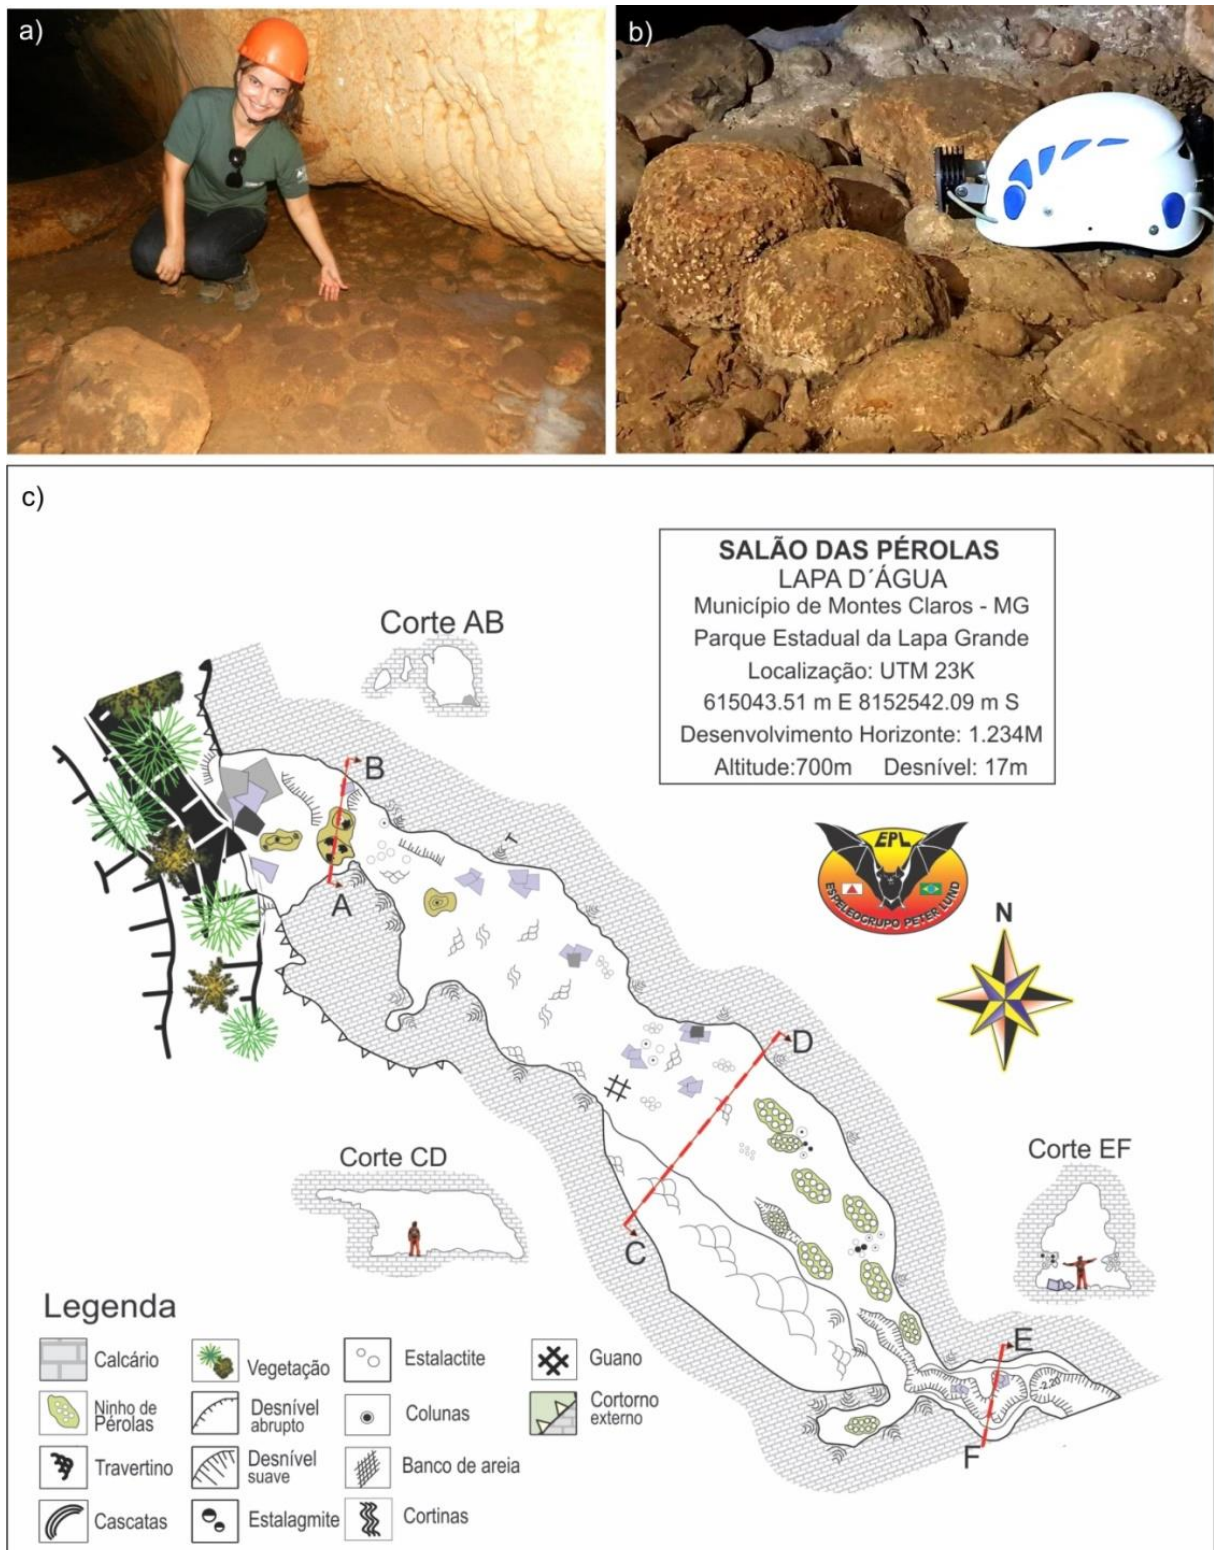 a)
b)
c)
SALÃO DAS PÉROLAS
LAPA D´ÁGUA
Município de Montes Claros - MG
Parque Estadual da Lapa Grande
Localização: UTM 23K
615043.51 m E 8152542.09 m S
Desenvolvimento Horizonte: 1.234M
Altitude:700m Desnível: 17m
Corte AB
B
A
T
EPL
ESPELEOGRUPO PETER LUND
N
D
C
Corte CD
Corte EF
E
-2,20
F
Legenda
Calcário
Vegetação
Estalactite
Guano
Ninho de
Pérolas
Desnível
abrupto
Colunas
Cortorno
externo
Travertino
Desnível
suave
Banco de areia
Cascatas
Estalagmite
Cortinas